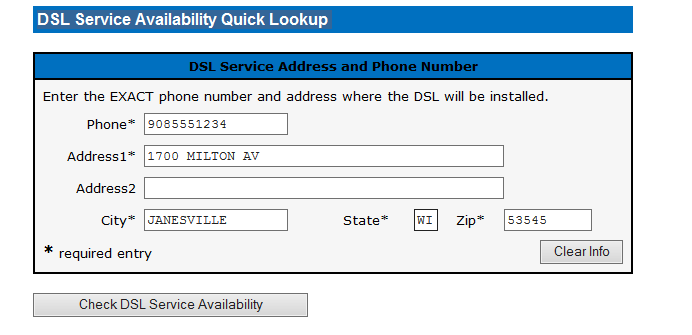 DSL Service Availability Quick Lookup
DSL Service Address and Phone Number
Enter the EXACT phone number and address where the DSL will be installed.
Phone* 9085551234
Address1* 1700 MILTON AV
Address2
City* JANESVILLE State* WI Zip* 53545
* required entry Clear Info
Check DSL Service Availability